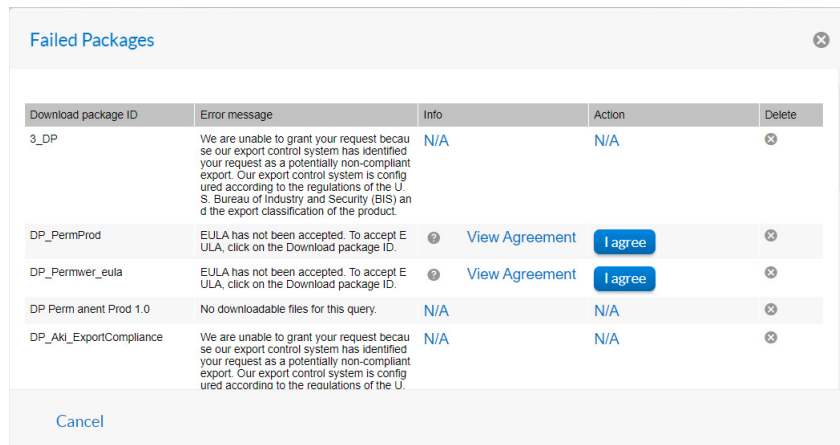 Failed Packages
Download package ID Error message Info Action Delete
3_DP We are unable to grant your request becau N/A N/A
se our export control system has identified
your request as a potentially non-compliant
export. Our export control system is config
ured according to the regulations of the U.
S. Bureau of Industry and Security (BIS) an
d the export classification of the product.
DP_PermProd EULA has not been accepted. To accept E ? View Agreement I agree
ULA, click on the Download package ID.
DP_Permwer_eula EULA has not been accepted. To accept E ? View Agreement I agree
ULA, click on the Download package ID.
DP Perm anent Prod 1.0 No downloadable files for this query. N/A N/A
DP_Aki_ExportCompliance We are unable to grant your request becau N/A N/A
se our export control system has identified
your request as a potentially non-compliant
export. Our export control system is config
ured according to the regulations of the U.
Cancel